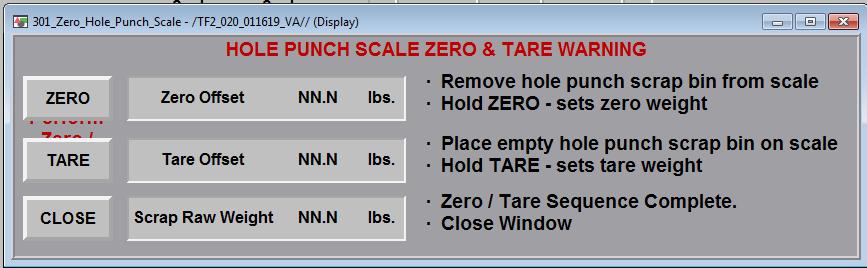 301_Zero_Hole_Punch_Scale - /TF2_020_011619_VA// (Display)
HOLE PUNCH SCALE ZERO & TARE WARNING
ZERO
Zero Offset NN.N lbs.
· Remove hole punch scrap bin from scale
· Hold ZERO - sets zero weight
Zero /
TARE
Tare Offset NN.N lbs.
· Place empty hole punch scrap bin on scale
· Hold TARE - sets tare weight
CLOSE
Scrap Raw Weight NN.N lbs.
· Zero / Tare Sequence Complete.
· Close Window